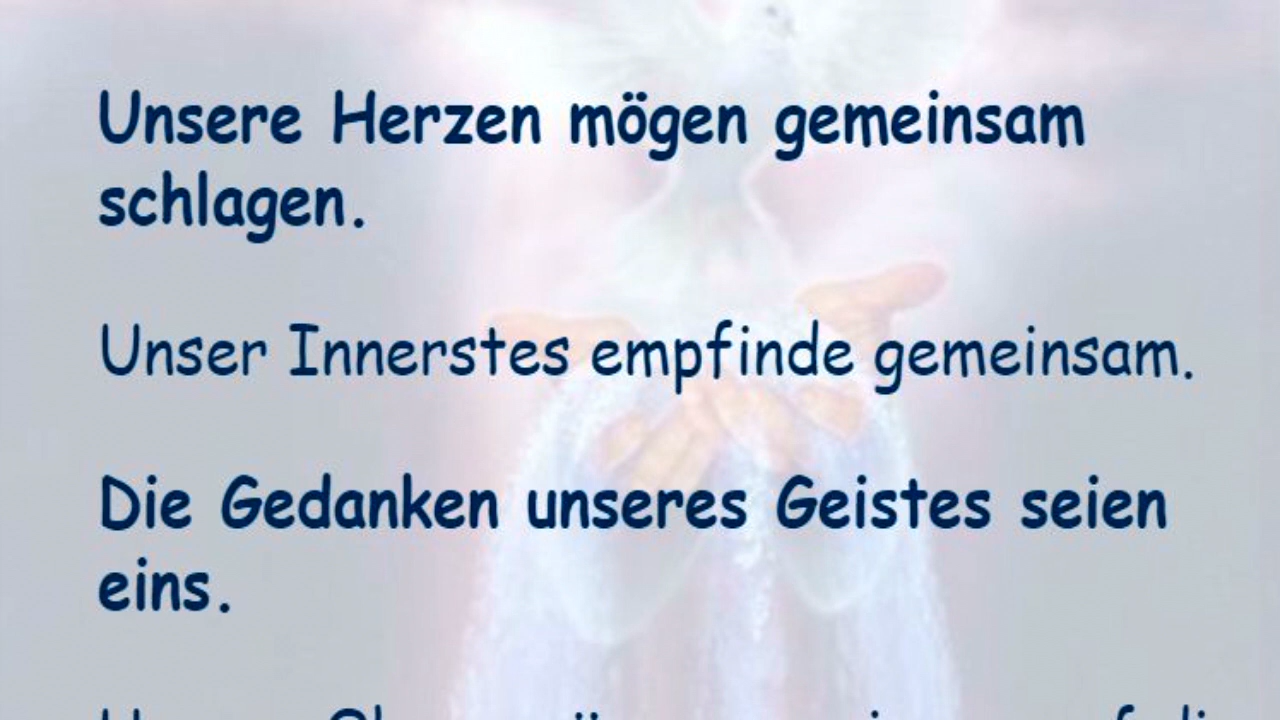 Unsere Herzen mögen gemeinsam
schlagen.
Unser Innerstes empfinde gemeinsam.
Die Gedanken unseres Geistes seien
eins.